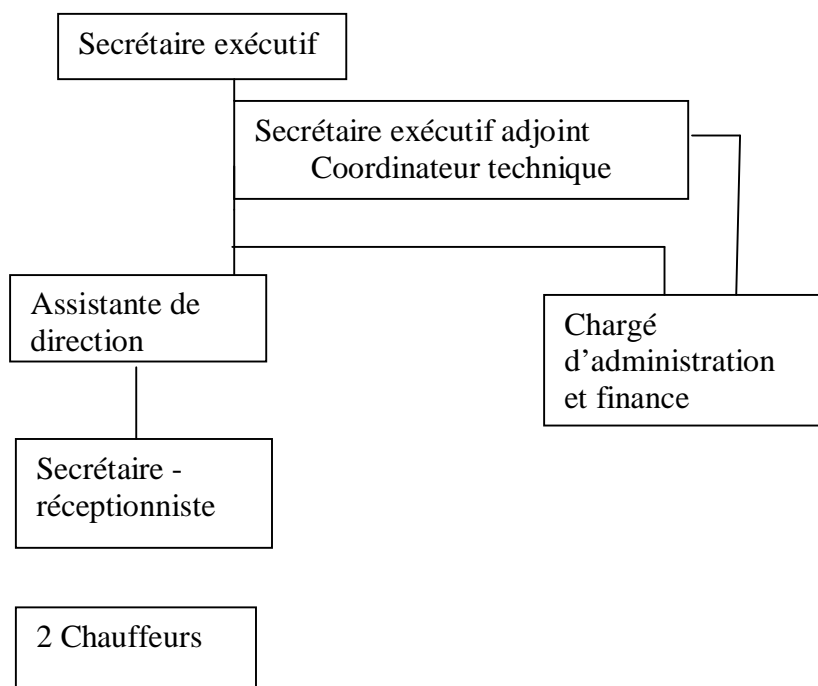 Secrétaire exécutif
Secrétaire exécutif adjoint
Coordinateur technique
Assistante de
direction
Chargé
d’administration
et finance
Secrétaire -
réceptionniste
2 Chauffeurs